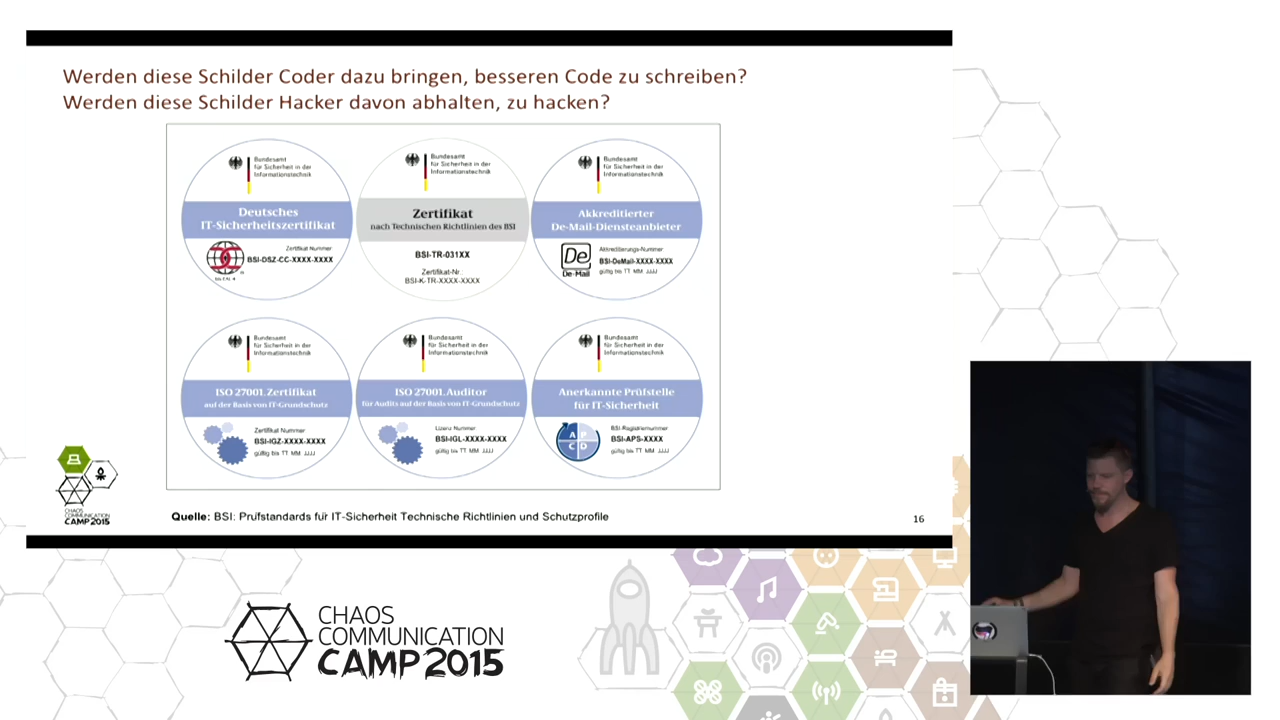 Werden diese Schilder Coder dazu bringen, besseren Code zu schreiben?
Werden diese Schilder Hacker davon abhalten, zu hacken?
Bundesamt
für Sicherheit in der
Informationstechnik
Deutsches
IT-Sicherheitszertifikat
Zertifikat Nummer
BSI-DSZ-CC-XXXX-XXXX
Bundesamt
für Sicherheit in der
Informationstechnik
Zertifikat
nach Technischen Richtlinien des BSI
BSI-TR-031XX
Zertifikat-Nr.:
BSI-K-TR-XXXX-XXXX
Bundesamt
für Sicherheit in der
Informationstechnik
Akkreditierter
De-Mail-Diensteanbieter
De
De-Mail
Akkreditierungs-Nummer
BSI-DeMail-XXXX-XXXX
gültig bis TT MM JJJJ
Bundesamt
für Sicherheit in der
Informationstechnik
ISO 27001.Zertifikat
auf der Basis von IT-Grundschutz
Zertifikat Nummer
BSI-IGZ-XXXX-XXXX
gültig bis TT MM JJJJ
Bundesamt
für Sicherheit in der
Informationstechnik
ISO 27001.Auditor
für Audits auf der Basis von IT-Grundschutz
Lizenz Nummer
BSI-IGL-XXXX-XXXX
gültig bis TT MM JJJJ
Bundesamt
für Sicherheit in der
Informationstechnik
Anerkannte Prüfstelle
für IT-Sicherheit
A P
C D
BSI-Registriernummer
BSI-APS-XXXX
gültig bis TT MM JJJJ
CHAOS
COMMUNICATION
CAMP 2015
Quelle: BSI: Prüfstandards für IT-Sicherheit Technische Richtlinien und Schutzprofile
16
CHAOS
COMMUNICATION
CAMP 2015